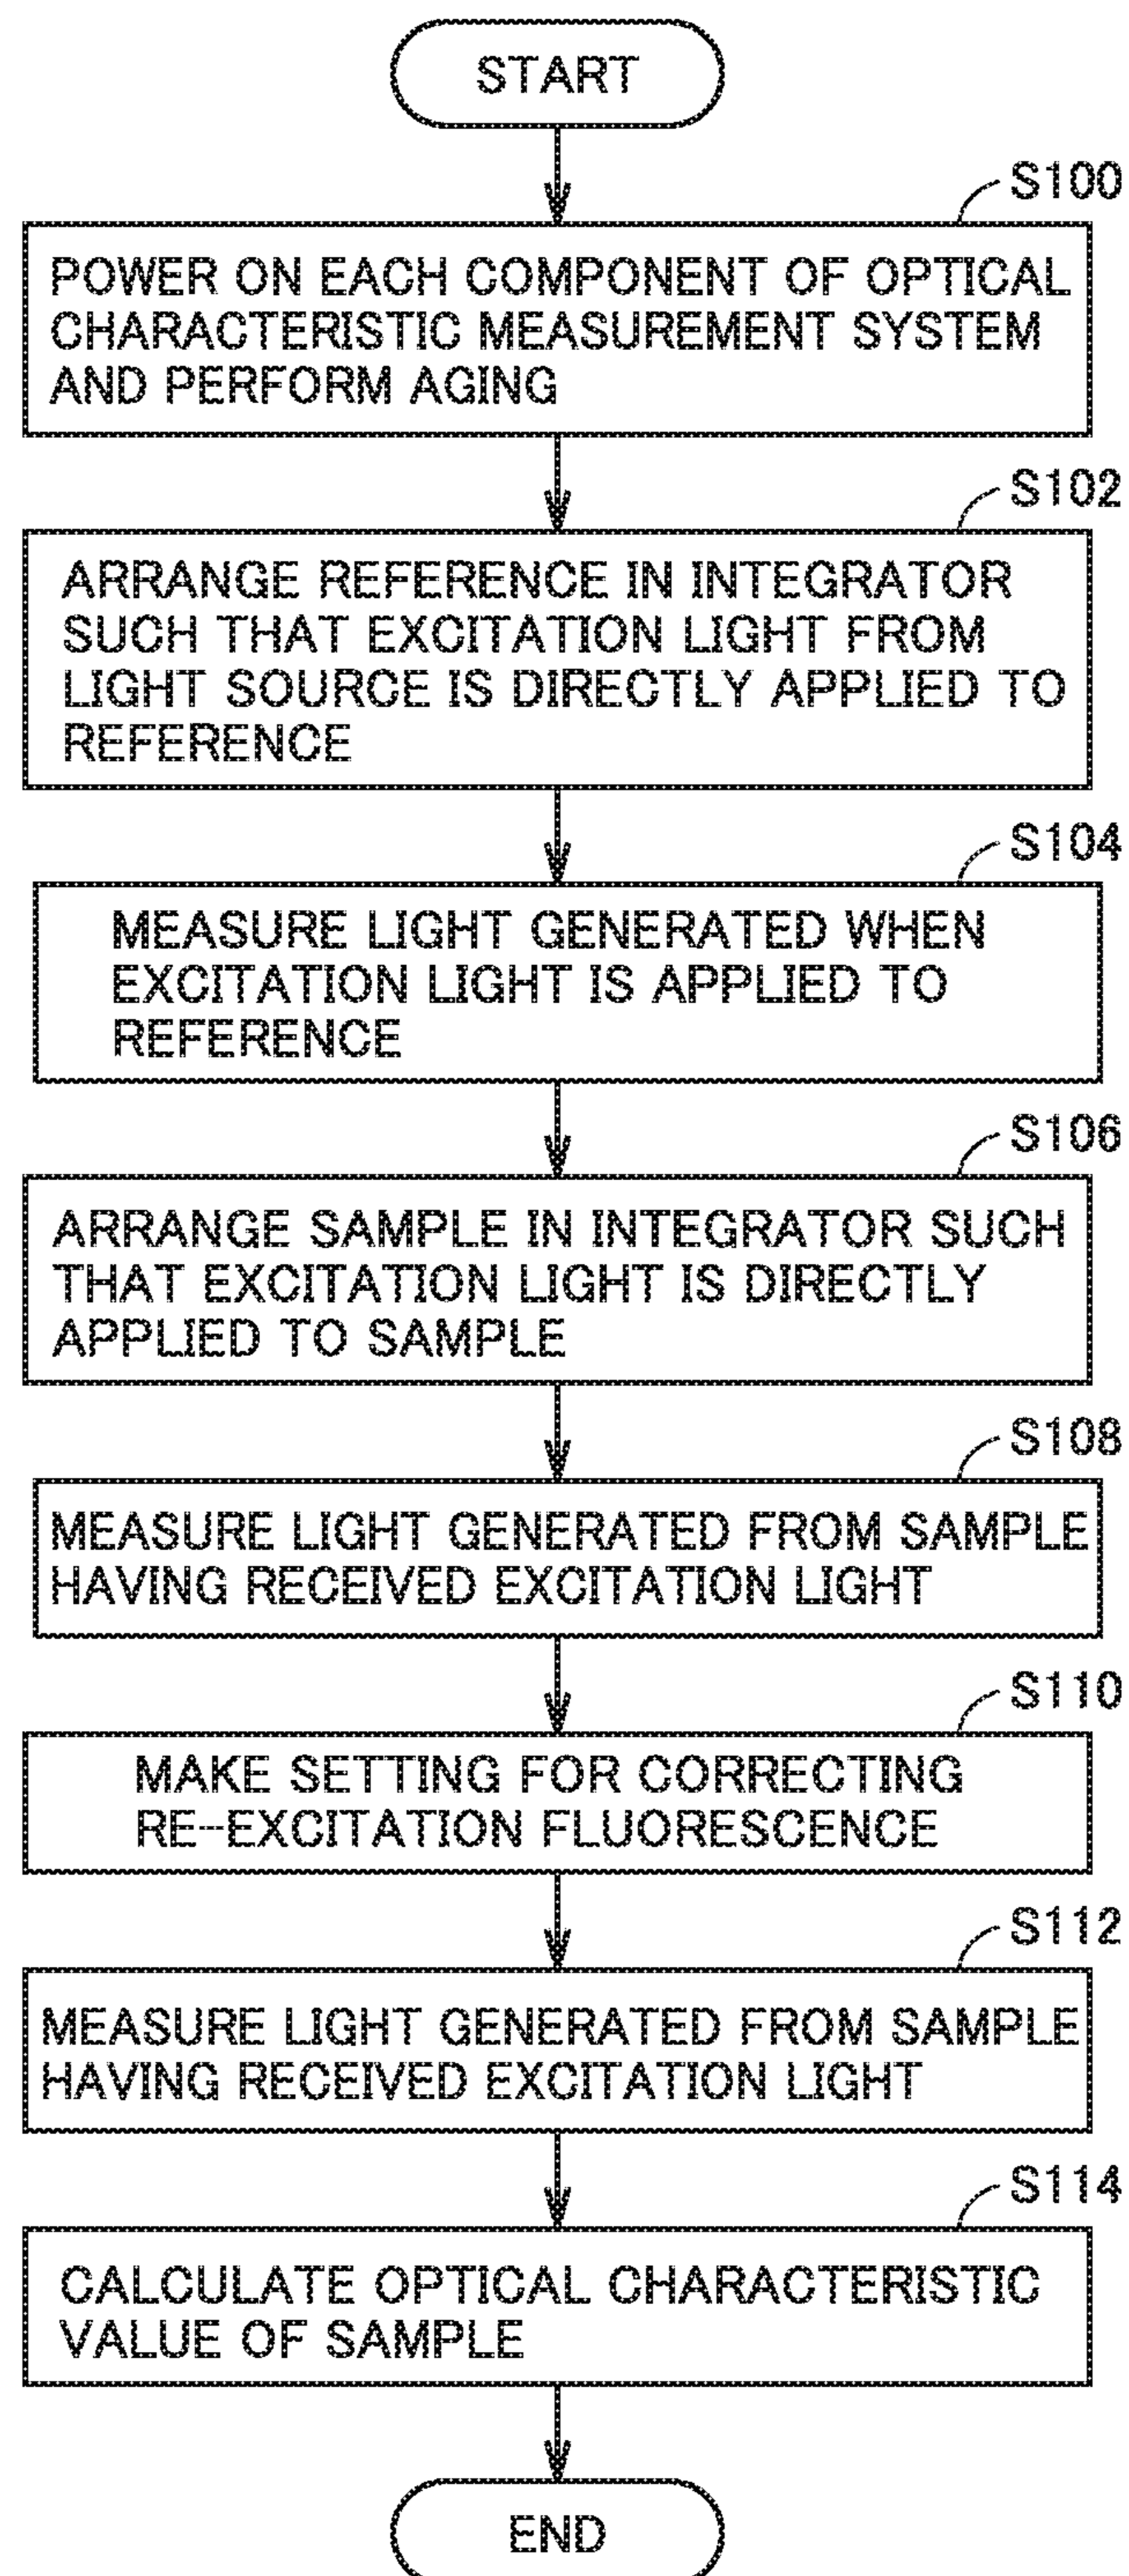 START
S100
POWER ON EACH COMPONENT OF OPTICAL
CHARACTERISTIC MEASUREMENT SYSTEM
AND PERFORM AGING
S102
ARRANGE REFERENCE IN INTEGRATOR
SUCH THAT EXCITATION LIGHT FROM
LIGHT SOURCE IS DIRECTLY APPLIED TO
REFERENCE
S104
MEASURE LIGHT GENERATED WHEN
EXCITATION LIGHT IS APPLIED TO
REFERENCE
S106
ARRANGE SAMPLE IN INTEGRATOR SUCH
THAT EXCITATION LIGHT IS DIRECTLY
APPLIED TO SAMPLE
S108
MEASURE LIGHT GENERATED FROM SAMPLE
HAVING RECEIVED EXCITATION LIGHT
S110
MAKE SETTING FOR CORRECTING
RE--EXCITATION FLUORESCENCE
S112
MEASURE LIGHT GENERATED FROM SAMPLE
HAVING RECEIVED EXCITATION LIGHT
S114
CALCULATE OPTICAL CHARACTERISTIC
VALUE OF SAMPLE
END